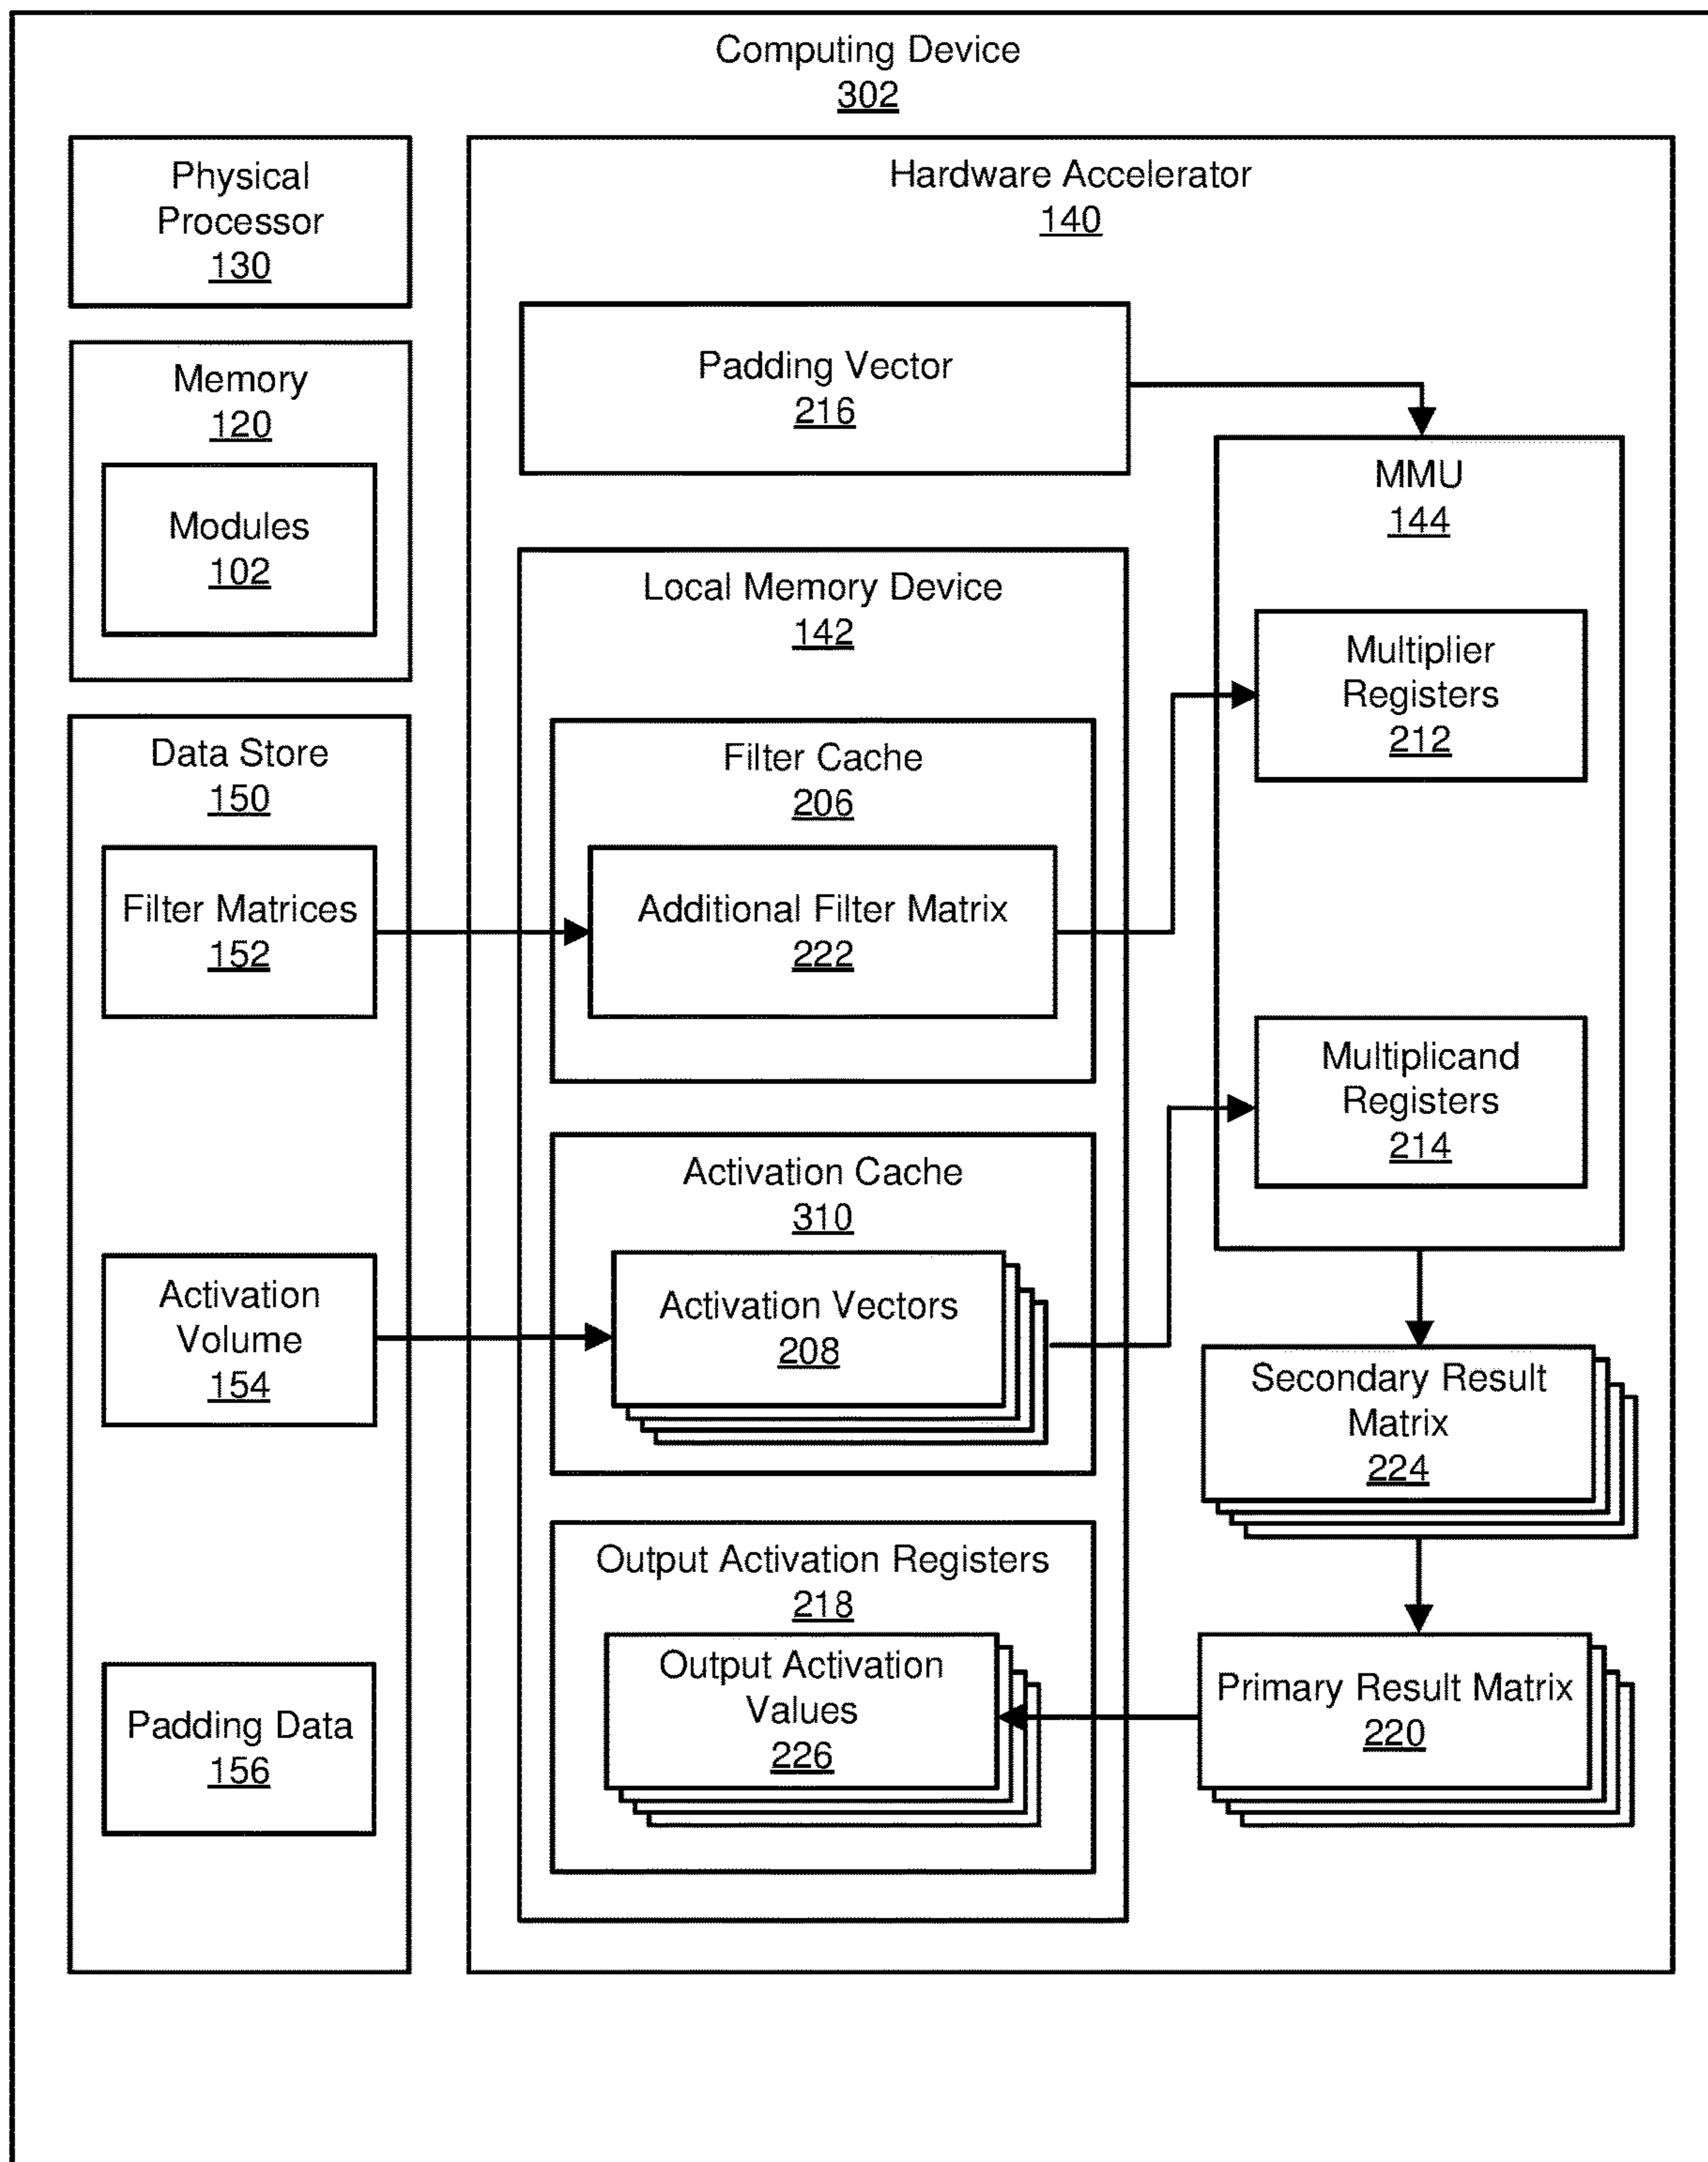 Computing Device
302
Physical
Processor
130
Memory
120
Modules
102
Data Store
150
Filter Matrices
152
Activation
Volume
154
Padding Data
156
Hardware Accelerator
140
Padding Vector
216
Local Memory Device
142
Filter Cache
206
Additional Filter Matrix
222
Activation Cache
310
Activation Vectors
208
Output Activation Registers
218
Output Activation
Values
226
MMU
144
Multiplier
Registers
212
Multiplicand
Registers
214
Secondary Result
Matrix
224
Primary Result Matrix
220